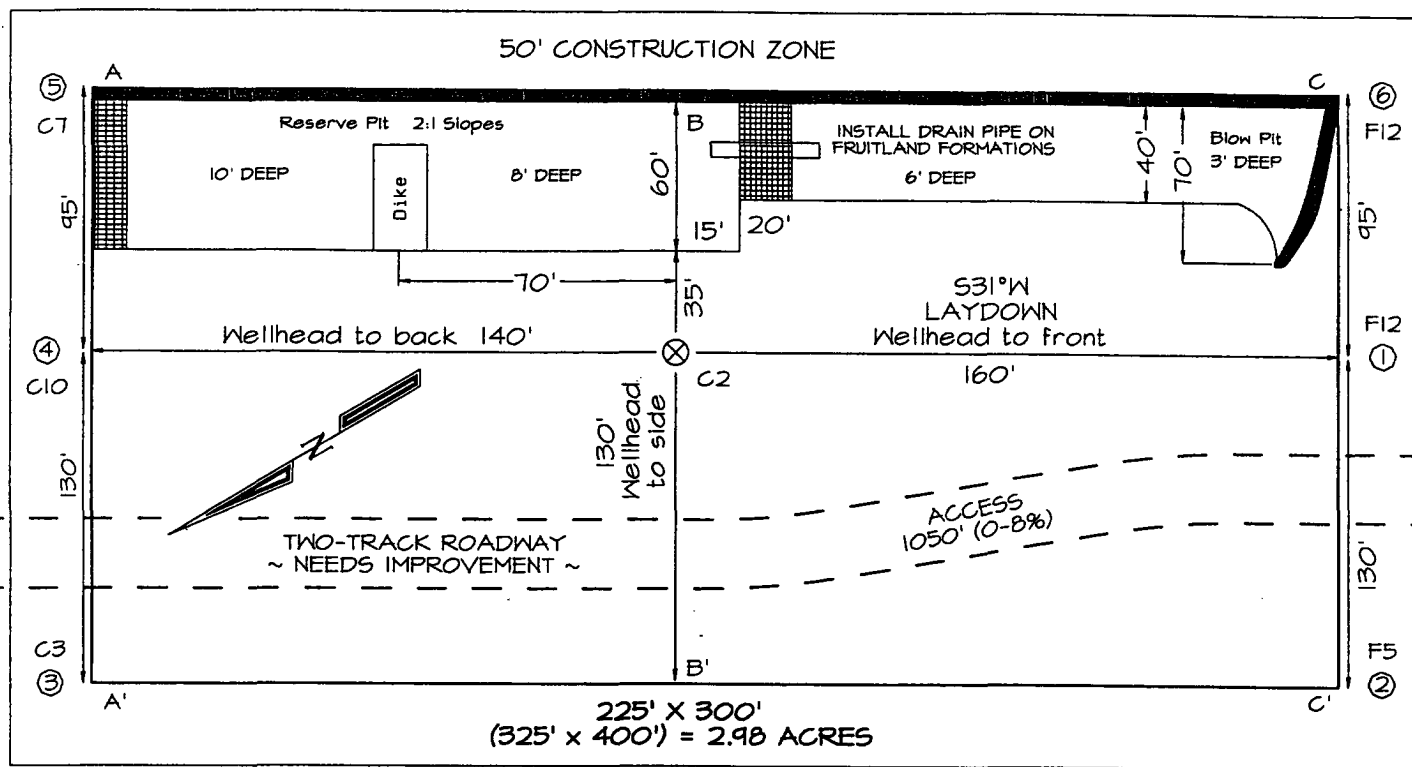 50' CONSTRUCTION ZONE
A
C
⑤
⑥
C7
F12
Reserve Pit 2:1 Slopes
B
INSTALL DRAIN PIPE ON
FRUITLAND FORMATIONS
Blow Pit
3' DEEP
10' DEEP
8' DEEP
6' DEEP
Dike
60'
40'
70'
95'
95'
15'
20'
70'
35'
S31°W
LAYDOWN
Wellhead to back 140'
Wellhead to front
F12
④
①
C10
C2
160'
N
130'
Wellhead
to side
130'
130'
ACCESS
1050' (0-8%)
TWO-TRACK ROADWAY
~ NEEDS IMPROVEMENT ~
C3
F5
③
②
A'
B'
C'
225' X 300'
(325' x 400') = 2.98 ACRES